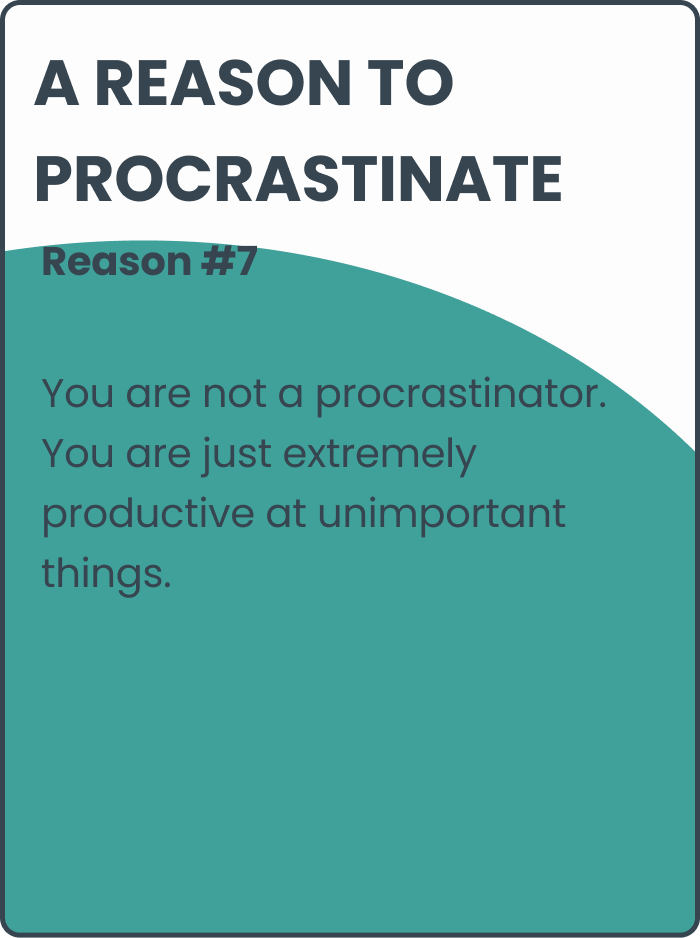 A REASON TO
PROCRASTINATE
Reason #7
You are not a procrastinator.
You are just extremely
productive at unimportant
things.